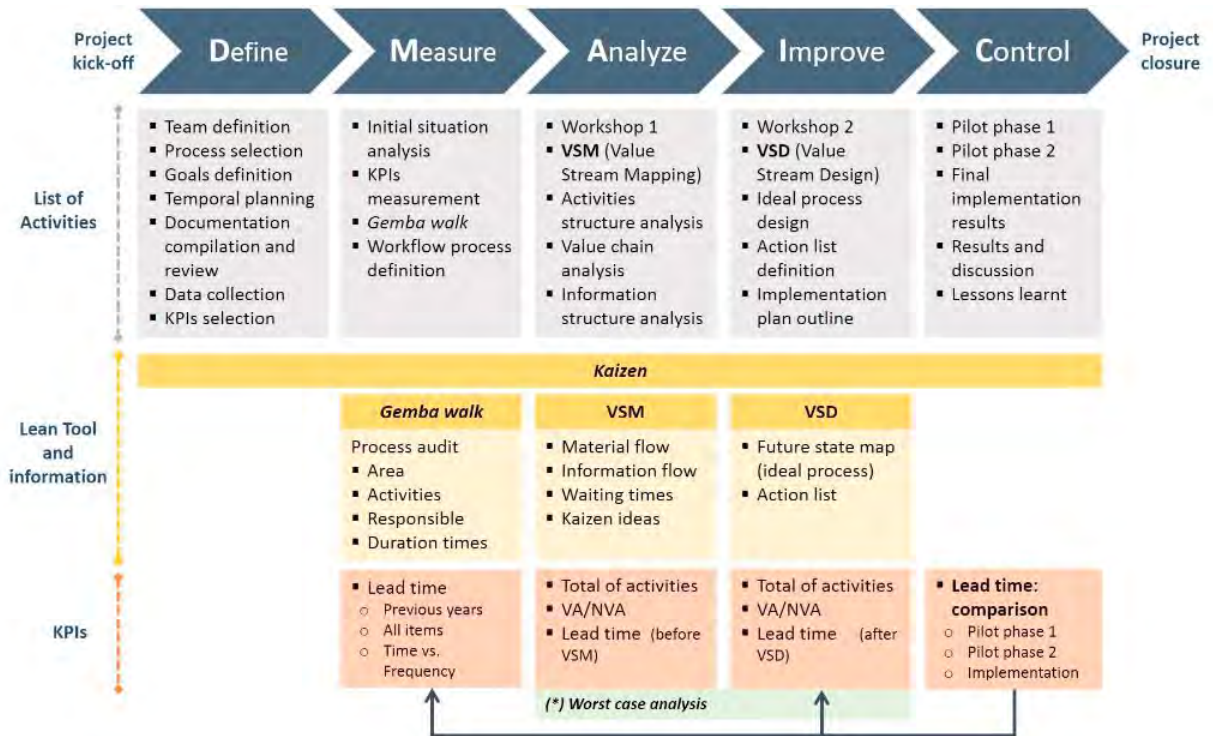 Project
kick-off
Define
Measure
Analyze
Improve
Control
Project
closure
List of
Activities
▪ Team definition
▪ Process selection
▪ Goals definition
▪ Temporal planning
▪ Documentation
compilation and
review
▪ Data collection
▪ KPIs selection
▪ Initial situation
analysis
▪ KPIs
measurement
▪ Gemba walk
▪ Workflow process
definition
▪ Workshop 1
▪ VSM (Value
Stream Mapping)
▪ Activities
structure analysis
▪ Value chain
analysis
▪ Information
structure analysis
▪ Workshop 2
▪ VSD (Value
Stream Design)
▪ Ideal process
design
▪ Action list
definition
▪ Implementation
plan outline
▪ Pilot phase 1
▪ Pilot phase 2
▪ Final
implementation
results
▪ Results and
discussion
▪ Lessons learnt
Lean Tool
and
information
Kaizen
Gemba walk
Process audit
▪ Area
▪ Activities
▪ Responsible
▪ Duration times
VSM
▪ Material flow
▪ Information flow
▪ Waiting times
▪ Kaizen ideas
VSD
▪ Future state map
(ideal process)
▪ Action list
KPIs
▪ Lead time
○ Previous years
○ All items
○ Time vs.
Frequency
▪ Total of activities
▪ VA/NVA
▪ Lead time (before
VSM)
▪ Total of activities
▪ VA/NVA
▪ Lead time (after
VSD)
▪ Lead time:
comparison
○ Pilot phase 1
○ Pilot phase 2
○ Implementation
(*) Worst case analysis